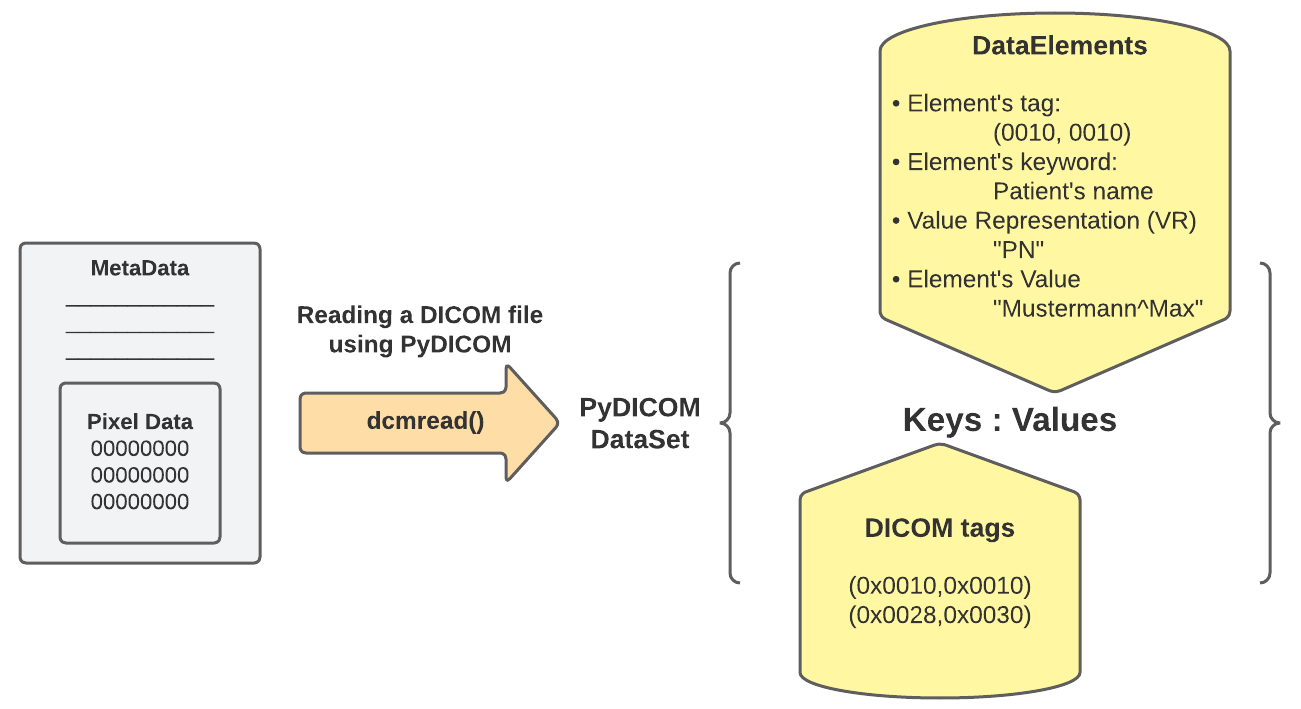 MetaData
Pixel Data
00000000
00000000
00000000
Reading a DICOM file
using PyDICOM
dcmread()
PyDICOM
DataSet
DataElements
• Element's tag:
(0010, 0010)
• Element's keyword:
Patient's name
• Value Representation (VR)
"PN"
• Element's Value
"Mustermann^Max"
Keys : Values
DICOM tags
(0x0010,0x0010)
(0x0028,0x0030)